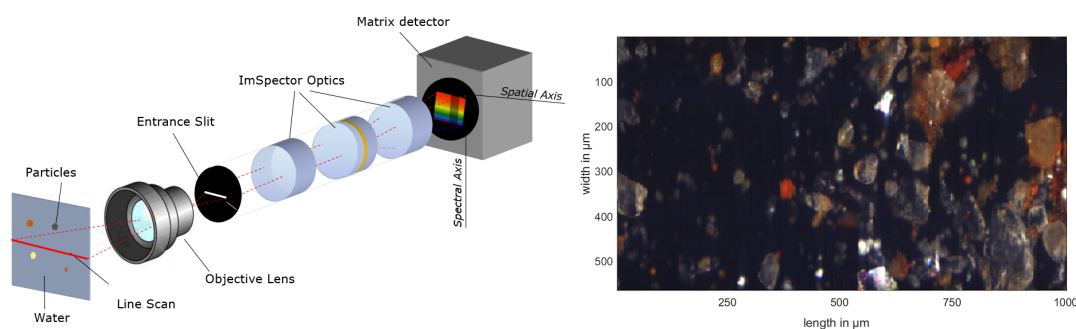 Matrix detector
ImSpector Optics
Spatial Axis
Entrance Slit
Particles
Spectral Axis
Objective Lens
Line Scan
Water
width in µm
100
200
300
400
500
250
500
750
1000
length in µm